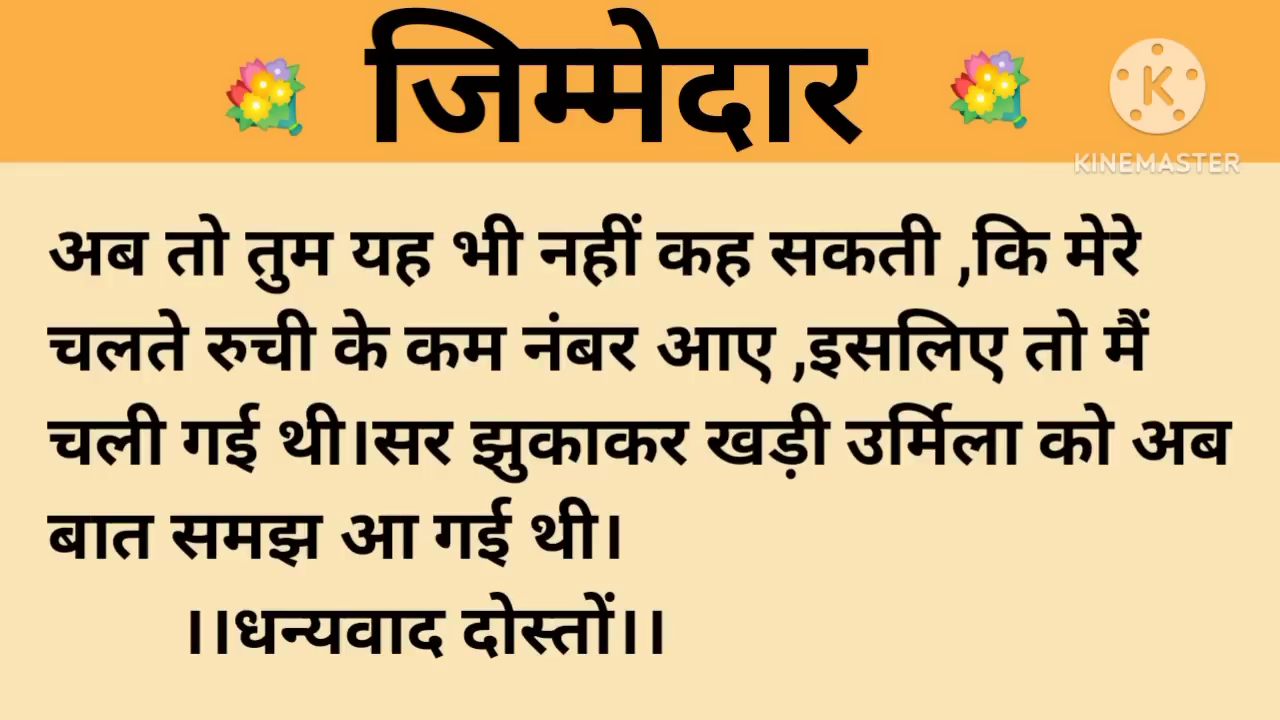 जिम्मेदार
K
KINEMASTER
अब तो तुम यह भी नहीं कह सकती ,कि मेरे
चलते रुची के कम नंबर आए ,इसलिए तो मैं
चली गई थी।सर झुकाकर खड़ी उर्मिला को अब
बात समझ आ गई थी।
।।धन्यवाद दोस्तों।।